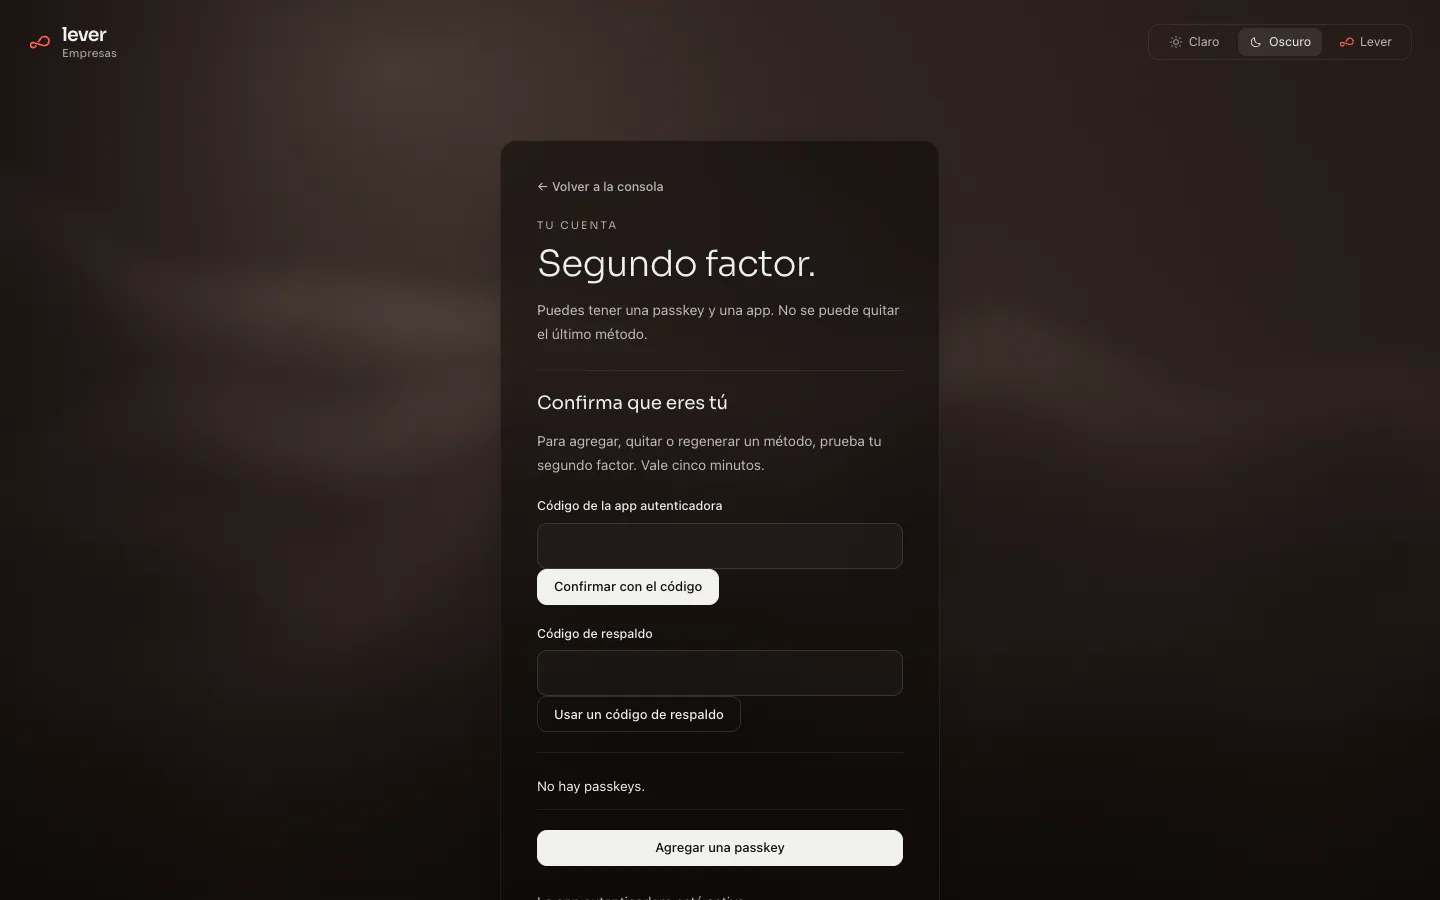 lever
Empresas
Claro
Oscuro
Lever
← Volver a la consola
TU CUENTA
Segundo factor.
Puedes tener una passkey y una app. No se puede quitar
el último método.
Confirma que eres tú
Para agregar, quitar o regenerar un método, prueba tu
segundo factor. Vale cinco minutos.
Código de la app autenticadora
Confirmar con el código
Código de respaldo
Usar un código de respaldo
No hay passkeys.
Agregar una passkey